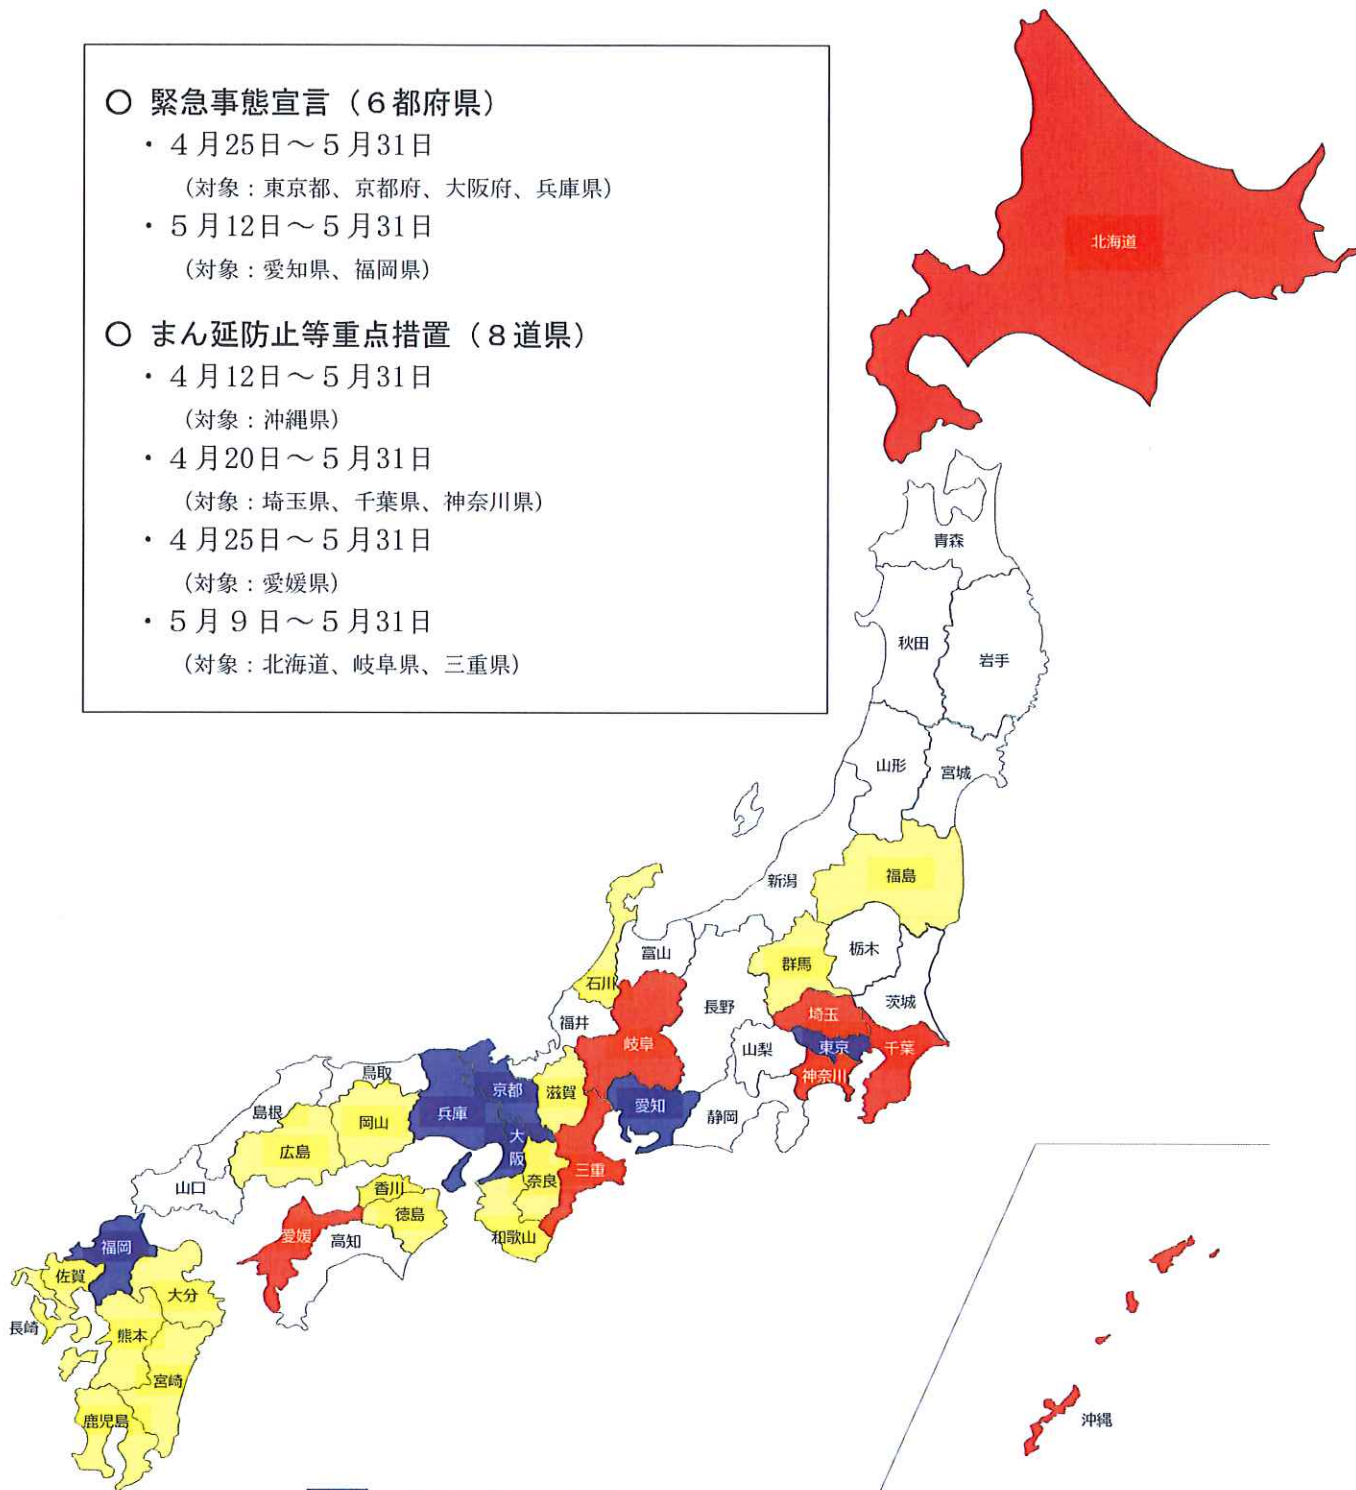 ○ 緊急事態宣言（６都府県）
・４月25日～５月31日
（対象：東京都、京都府、大阪府、兵庫県）
・５月12日～５月31日
（対象：愛知県、福岡県）
○ まん延防止等重点措置（８道県）
・４月12日～５月31日
（対象：沖縄県）
・４月20日～５月31日
（対象：埼玉県、千葉県、神奈川県）
・４月25日～５月31日
（対象：愛媛県）
・５月９日～５月31日
（対象：北海道、岐阜県、三重県）
北海道
青森
秋田
岩手
山形
宮城
新潟
福島
富山
群馬
栃木
石川
長野
茨城
福井
埼玉
岐阜
山梨
東京
千葉
神奈川
鳥取
京都
滋賀
愛知
静岡
島根
岡山
兵庫
大阪
広島
三重
山口
香川
奈良
徳島
和歌山
愛媛
高知
福岡
佐賀
大分
長崎
熊本
宮崎
鹿児島
沖縄